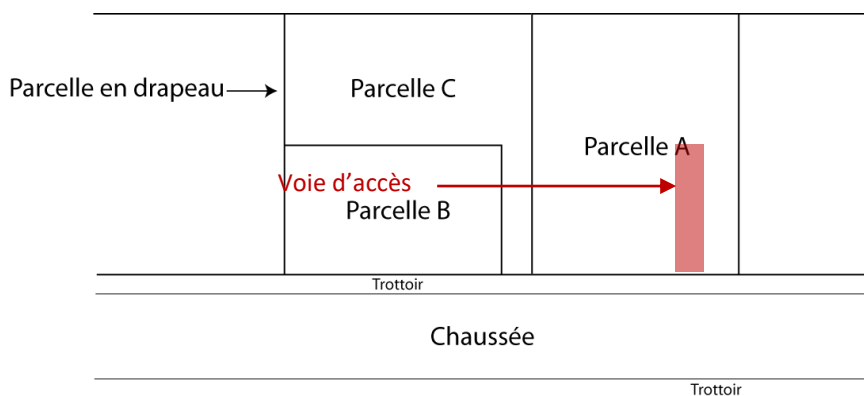 Parcelle en drapeau
Parcelle C
Parcelle A
Voie d'accès
Parcelle B
Trottoir
Chaussée
Trottoir